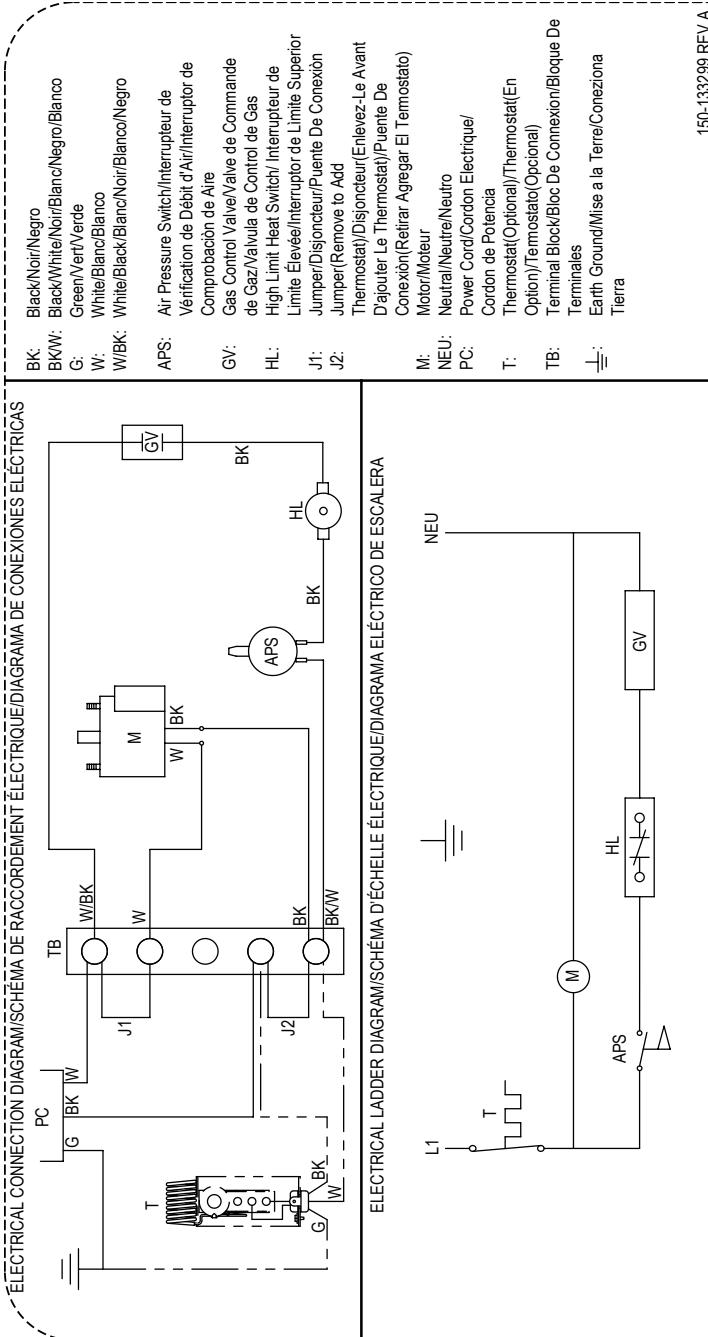 ELECTRICAL CONNECTION DIAGRAM/SCHÉMA DE RACCORDEMENT ÉLECTRIQUE/DIAGRAMA DE CONEXIONES ELÉCTRICAS
PC
G
BK
W
TB
W/BK
W
BK
BK/W
J1
J2
T
G
W
BK
M
W
BK
APS
BK
HL
BK
GV
ELECTRICAL LADDER DIAGRAM/SCHÉMA D'ÉCHELLE ÉLECTRIQUE/DIAGRAMA ELÉCTRICO DE ESCALERA
L1
NEU
T
M
APS
HL
GV
BK: Black/Noir/Negro
BK/W: Black/White/Noir/Blanc/Negro/Blanco
G: Green/Vert/Verde
W: White/Blanc/Blanco
W/BK: White/Black/Blanc/Noir/Blanco/Negro
APS: Air Pressure Switch/Interrupteur de
Vérification de Débit d'Air/Interruptor de
Comprobaciòn de Aire
GV: Gas Control Valve/Valve de Commande
de Gaz/Valvula de Control de Gas
HL: High Limit Heat Switch/ Interrupteur de
Limite Élevée/Interruptor de Lìmite Superior
J1: Jumper/Disjoncteur/Puente De Conexiòn
J2: Jumper(Remove to Add
Thermostat)/Disjoncteur(Enlevez-Le Avant
D'ajouter Le Thermostat)/Puente De
Conexiòn(Retirar Agregar El Termostato)
M: Motor/Moteur
NEU: Neutral/Neutre/Neutro
PC: Power Cord/Cordon Electrique/
Cordon de Potencia
T: Thermostat(Optional)/Thermostat(En
Option)/Termostato(Opcional)
TB: Terminal Block/Bloc De Connexion/Bloque De
Terminales
: Earth Ground/Mise a la Terre/Coneziona
Tierra
150-133299 REV A